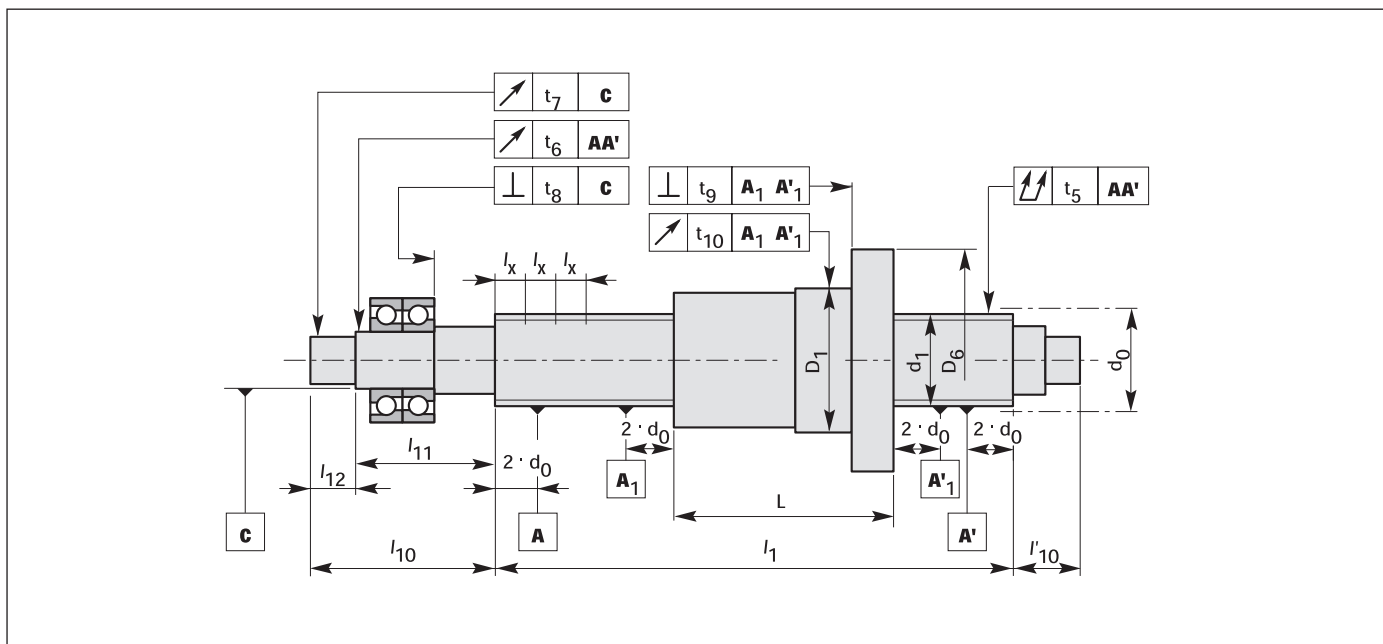 t7 C
t6 AA'
t8 C
t9 A1 A'1
t10 A1 A'1
t5 AA'
lx lx lx
D1
d1
D6
d0
2 · d0
2 · d0
2 · d0
2 · d0
l11
l12
A1
A'1
L
C
A
A'
l10
l1
l'10